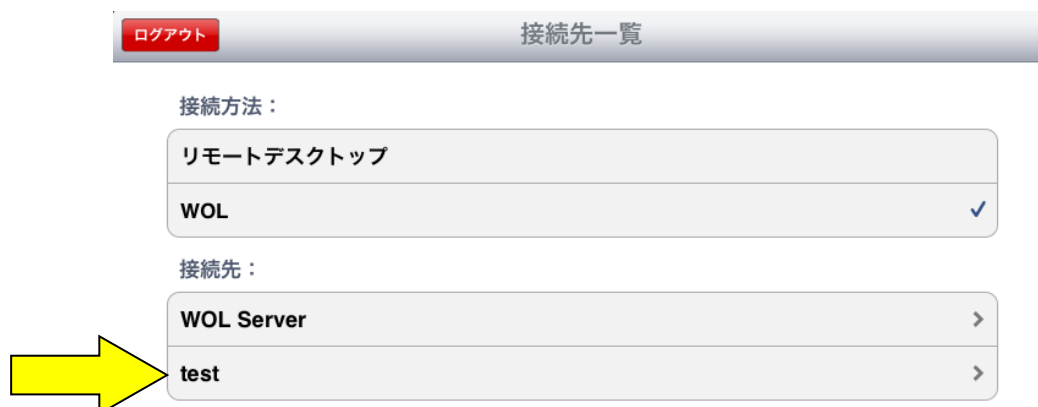 ログアウト
接続先一覧
接続方法：
リモートデスクトップ
WOL
接続先：
WOL Server
test